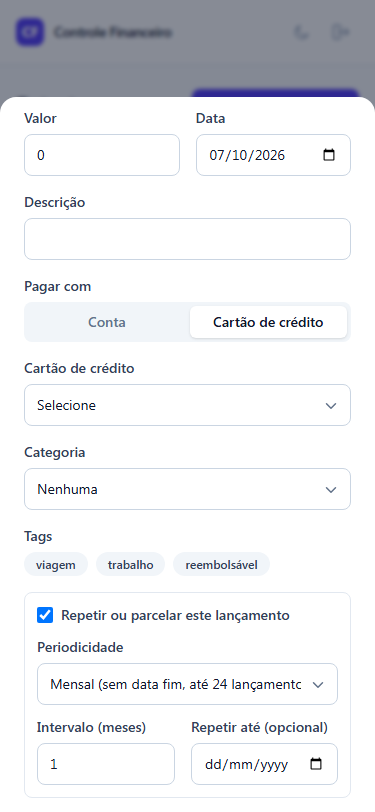 CF Controle Financeiro
Valor
Data
0
07/10/2026
Descrição
Pagar com
Conta
Cartão de crédito
Cartão de crédito
Selecione
Categoria
Nenhuma
Tags
viagem
trabalho
reembolsável
Repetir ou parcelar este lançamento
Periodicidade
Mensal (sem data fim, até 24 lançamento
Intervalo (meses)
Repetir até (opcional)
1
dd/mm/yyyy